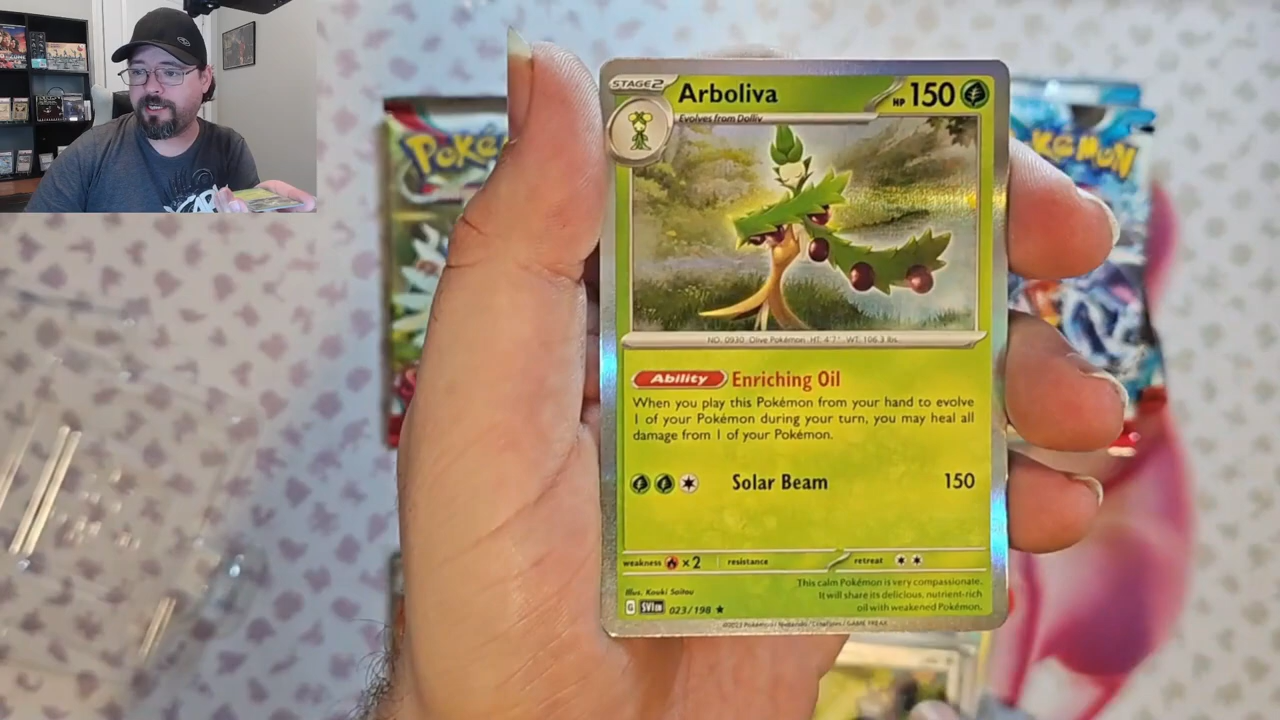 STAGE2
Arboliva
HP 150
Evolves from Dolliv
Poké
KÉMON
NO. 0930 Olive Pokémon HT: 4'7" WT: 106.3 lbs.
Ability Enriching Oil
When you play this Pokémon from your hand to evolve
1 of your Pokémon during your turn, you may heal all
damage from 1 of your Pokémon.
Solar Beam 150
weakness ×2 resistance retreat
This calm Pokémon is very compassionate.
It will share its delicious, nutrient-rich
oil with weakened Pokémon.
Illus. Kouki Saitou
G SVI EN 023/198
©2023 Pokémon / Nintendo / Creatures / GAME FREAK